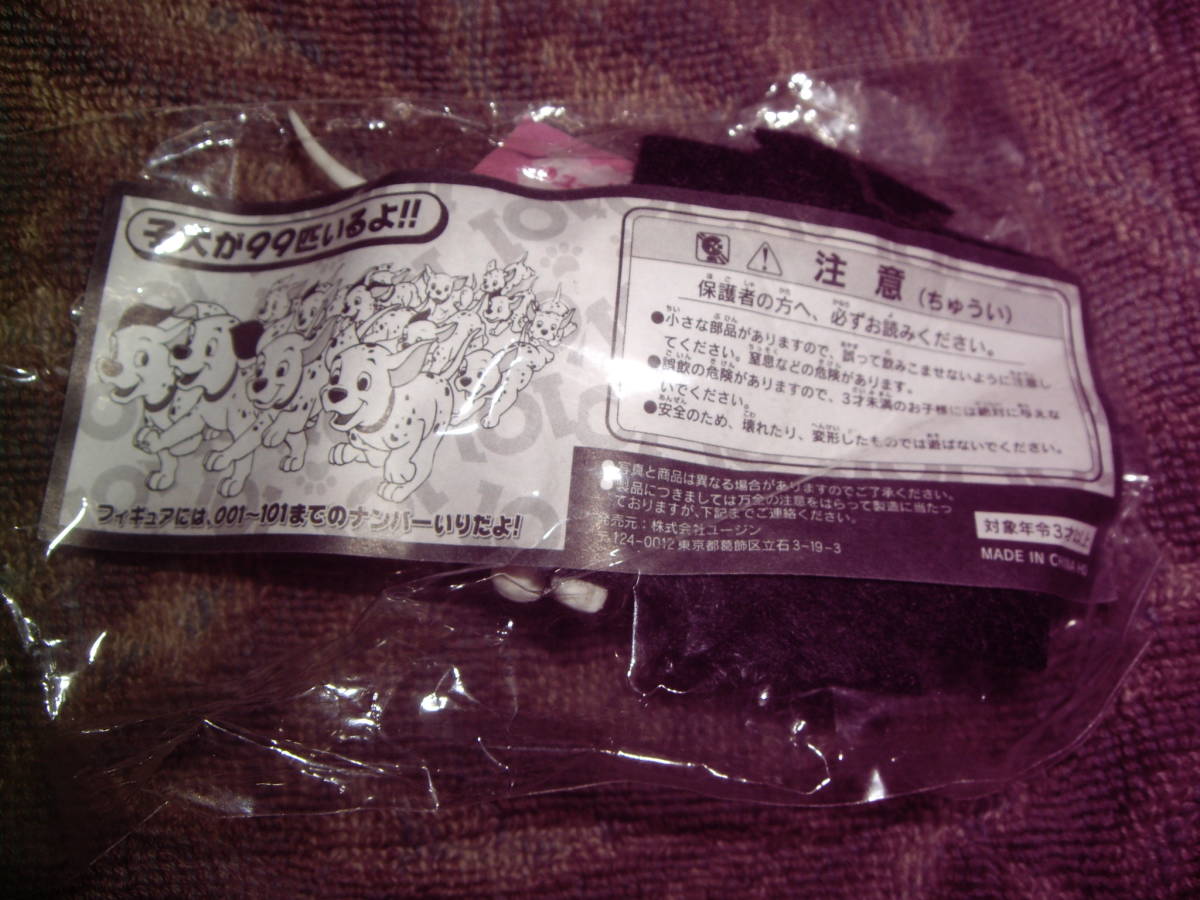 子犬が99匹いるよ!!
フィギュアには、001~101までのナンバーいりだよ!
注意(ちゅうい)
保護者の方へ、必ずお読みください。
●小さな部品がありますので、誤って飲みこませないように注意し
てください。窒息などの危険があります。
●誤飲の危険がありますので、3才未満のお子様には絶対に与えな
いでください。
●安全のため、壊れたり、変形したものでは遊ばないでください。
●写真と商品は異なる場合がありますのでご了承ください。
●製品につきましては万全の注意をはらって製造に当たっ
ておりますが、下記までご連絡ください。
発売元:株式会社ユージン
〒124-0012 東京都葛飾区立石3-19-3
対象年令3才以上
MADE IN CHINA
101